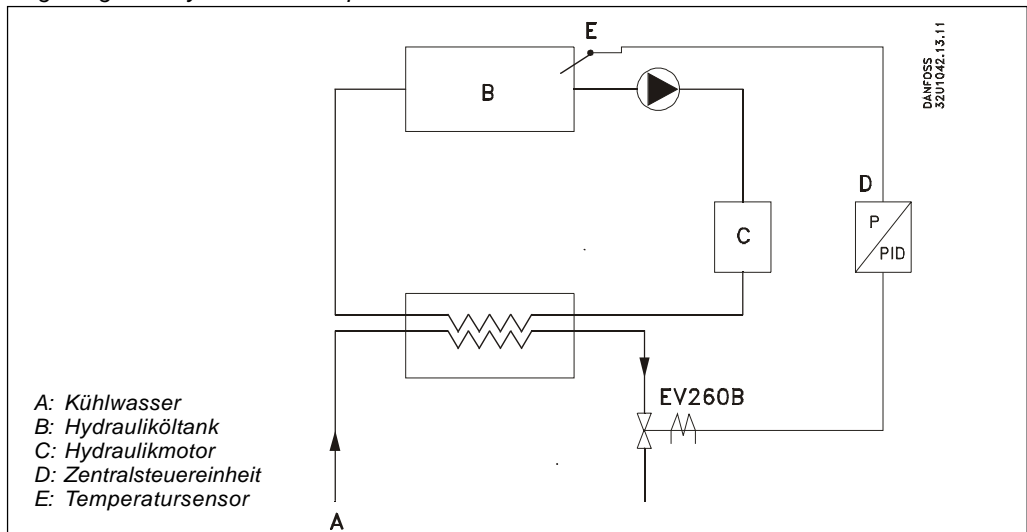 E
B
DANFOSS
32U1042.13.11
D
P
PID
C
EV260B
A: Kühlwasser
B: Hydrauliköltank
C: Hydraulikmotor
D: Zentralsteuereinheit
E: Temperatursensor
A